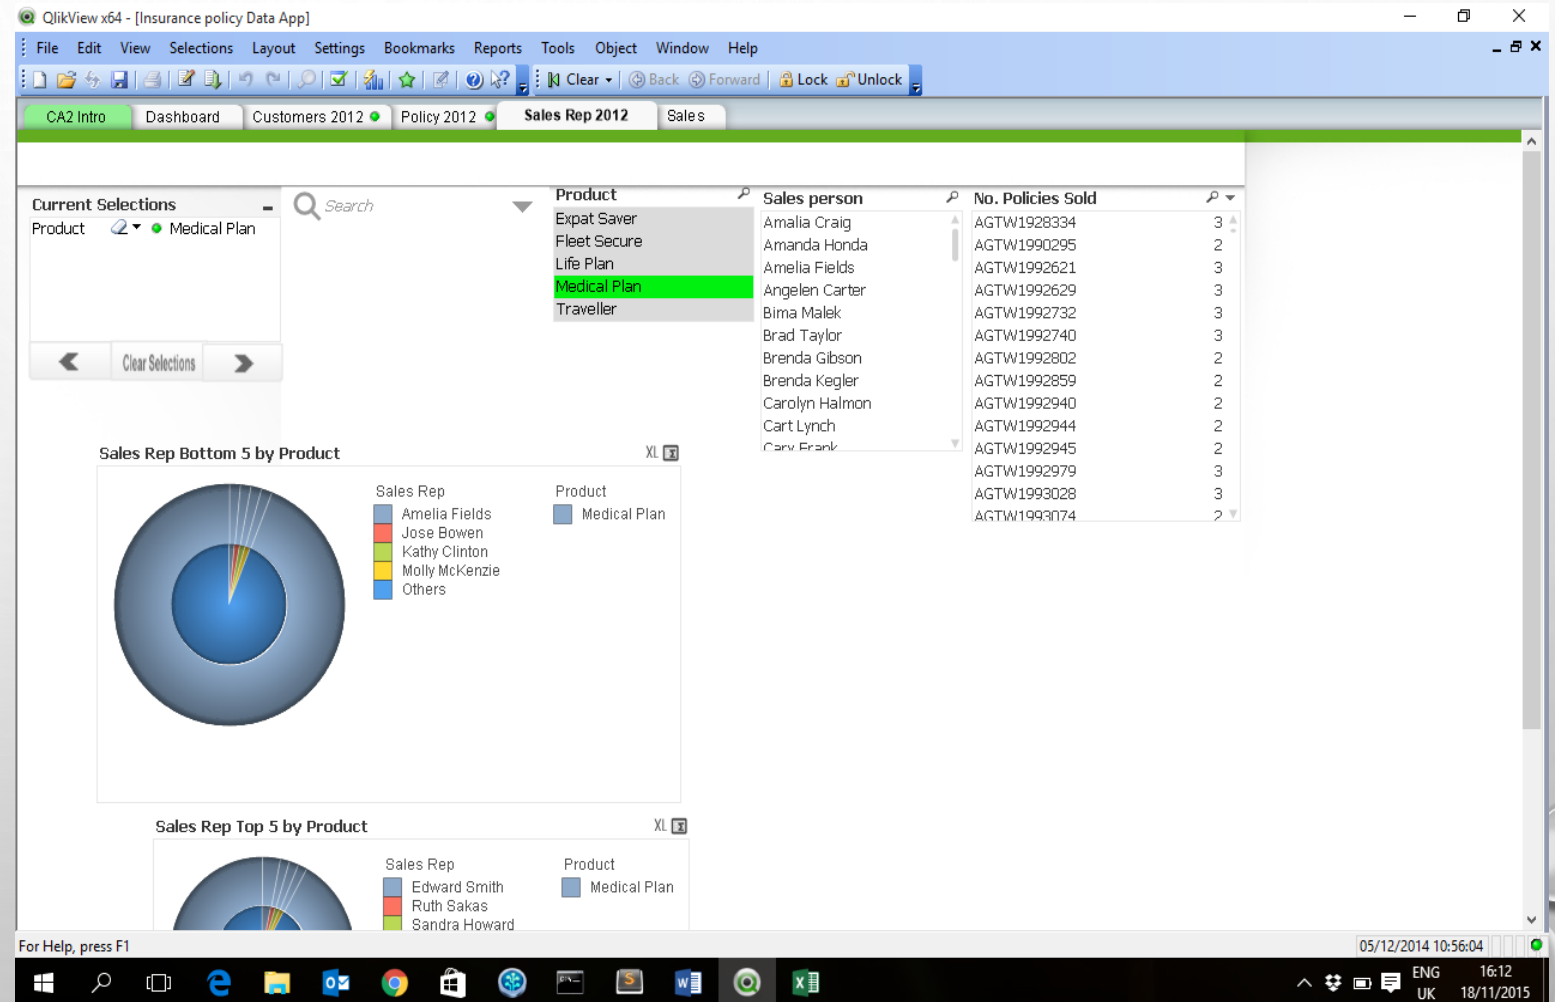 QlikView x64 - [Insurance policy Data App]
File Edit View Selections Layout Settings Bookmarks Reports Tools Object Window Help
Clear Back Forward Lock Unlock
CA2 Intro Dashboard Customers 2012 Policy 2012 Sales Rep 2012 Sales
Current Selections
Product Medical Plan
Clear Selections
Search
Product
Expat Saver
Fleet Secure
Life Plan
Medical Plan
Traveller
Sales person
Amalia Craig
Amanda Honda
Amelia Fields
Angelen Carter
Bima Malek
Brad Taylor
Brenda Gibson
Brenda Kegler
Carolyn Halmon
Cart Lynch
Cary Frank
No. Policies Sold
AGTW1928334 3
AGTW1990295 2
AGTW1992621 3
AGTW1992629 3
AGTW1992732 3
AGTW1992740 3
AGTW1992802 2
AGTW1992859 2
AGTW1992940 2
AGTW1992944 2
AGTW1992945 2
AGTW1992979 3
AGTW1993028 3
AGTW1993074 2
Sales Rep Bottom 5 by Product XL
Sales Rep
Amelia Fields
Jose Bowen
Kathy Clinton
Molly McKenzie
Others
Product
Medical Plan
Sales Rep Top 5 by Product XL
Sales Rep
Edward Smith
Ruth Sakas
Sandra Howard
Product
Medical Plan
For Help, press F1
05/12/2014 10:56:04
ENG
UK
16:12
18/11/2015